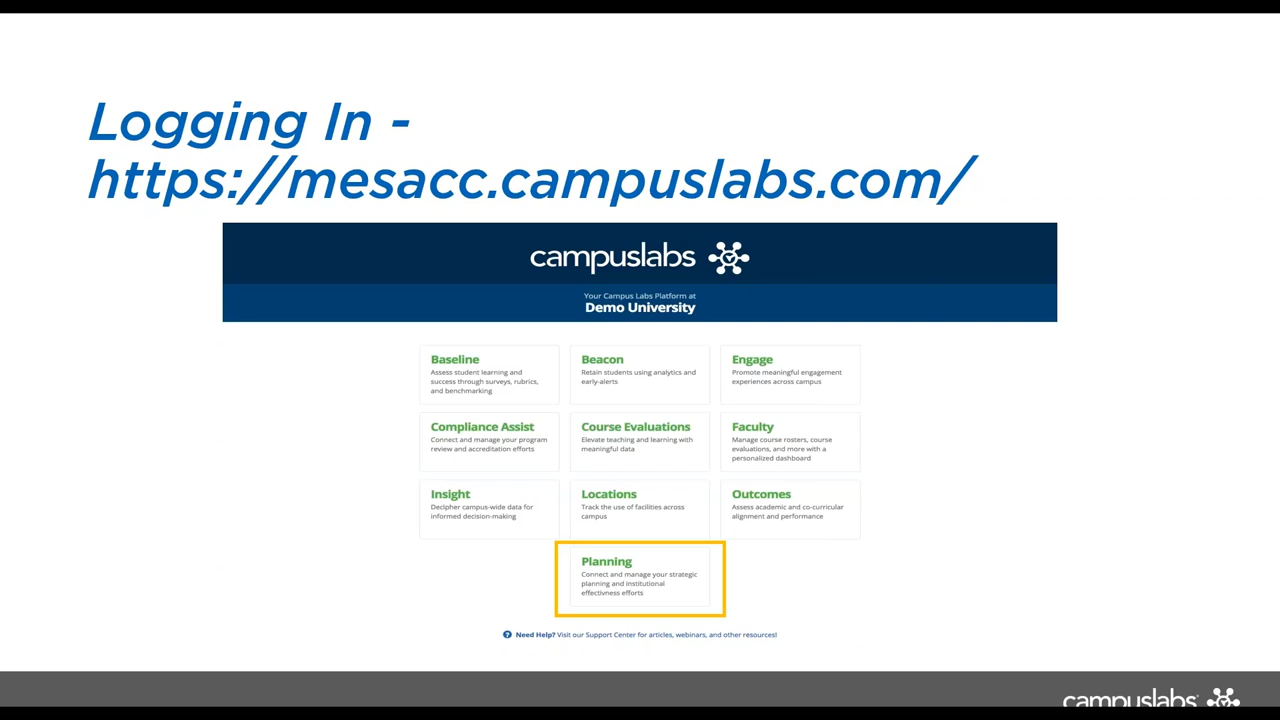 Logging In -
https://mesacc.campuslabs.com/
campuslabs
Your Campus Labs Platform at
Demo University
Baseline
Assess student learning and
success through surveys, rubrics,
and benchmarking
Beacon
Retain students using analytics and
early-alerts
Engage
Promote meaningful engagement
experiences across campus
Compliance Assist
Connect and manage your program
review and accreditation efforts
Course Evaluations
Elevate teaching and learning with
meaningful data
Faculty
Manage course rosters, course
evaluations, and more with a
personalized dashboard
Insight
Decipher campus-wide data for
informed decision-making
Locations
Track the use of facilities across
campus
Outcomes
Assess academic and co-curricular
alignment and performance
Planning
Connect and manage your strategic
planning and institutional
effectivness efforts
Need Help? Visit our Support Center for articles, webinars, and other resources!
campuslabs